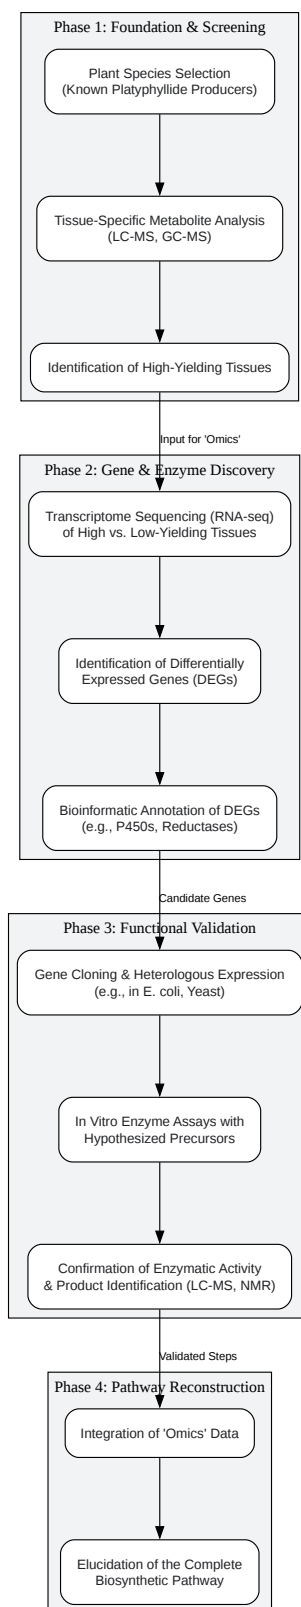 Phase 1: Foundation & Screening
Plant Species Selection
(Known Platyphyllide Producers)
Tissue-Specific Metabolite Analysis
(LC-MS, GC-MS)
Identification of High-Yielding Tissues
Input for 'Omics'
Phase 2: Gene & Enzyme Discovery
Transcriptome Sequencing (RNA-seq)
of High vs. Low-Yielding Tissues
Identification of Differentially
Expressed Genes (DEGs)
Bioinformatic Annotation of DEGs
(e.g., P450s, Reductases)
Candidate Genes
Phase 3: Functional Validation
Gene Cloning & Heterologous Expression
(e.g., in E. coli, Yeast)
In Vitro Enzyme Assays with
Hypothesized Precursors
Confirmation of Enzymatic Activity
& Product Identification (LC-MS, NMR)
Validated Steps
Phase 4: Pathway Reconstruction
Integration of 'Omics' Data
Elucidation of the Complete
Biosynthetic Pathway